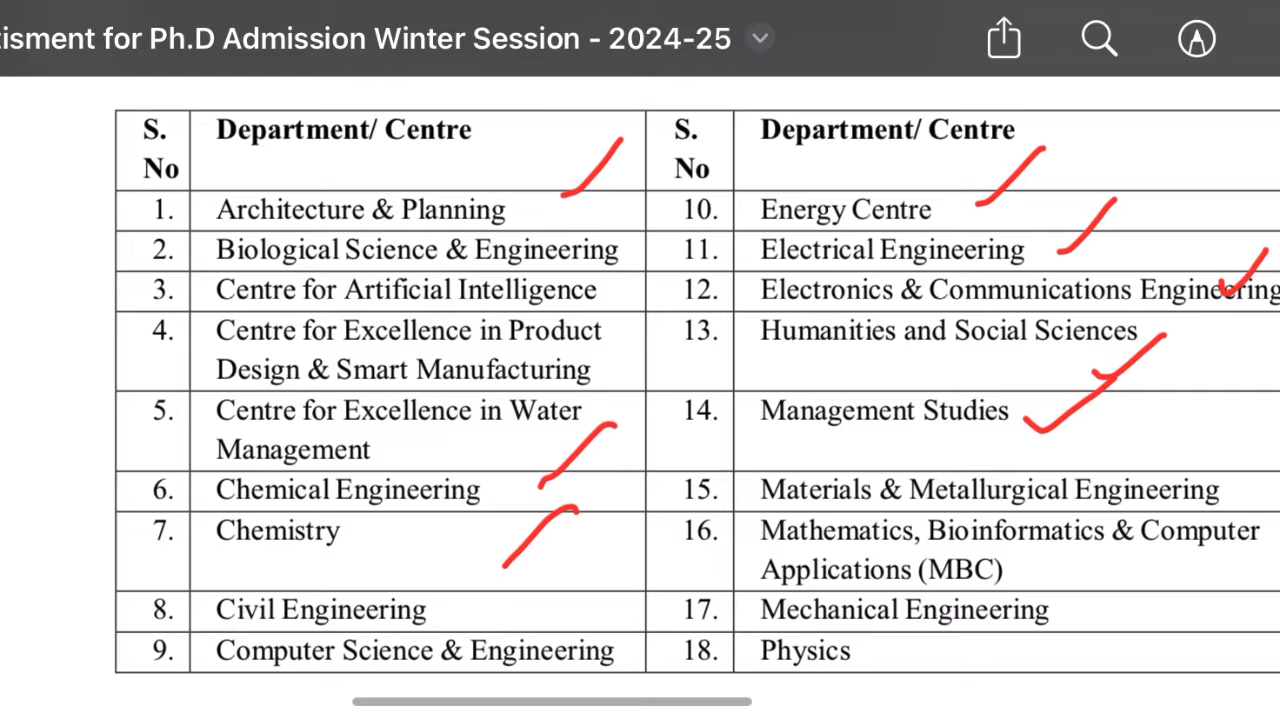 tisment for Ph.D Admission Winter Session - 2024-25
S. No Department/ Centre S. No Department/ Centre
1. Architecture & Planning 10. Energy Centre
2. Biological Science & Engineering 11. Electrical Engineering
3. Centre for Artificial Intelligence 12. Electronics & Communications Engineering
4. Centre for Excellence in Product 13. Humanities and Social Sciences
Design & Smart Manufacturing
5. Centre for Excellence in Water 14. Management Studies
Management
6. Chemical Engineering 15. Materials & Metallurgical Engineering
7. Chemistry 16. Mathematics, Bioinformatics & Computer
Applications (MBC)
8. Civil Engineering 17. Mechanical Engineering
9. Computer Science & Engineering 18. Physics